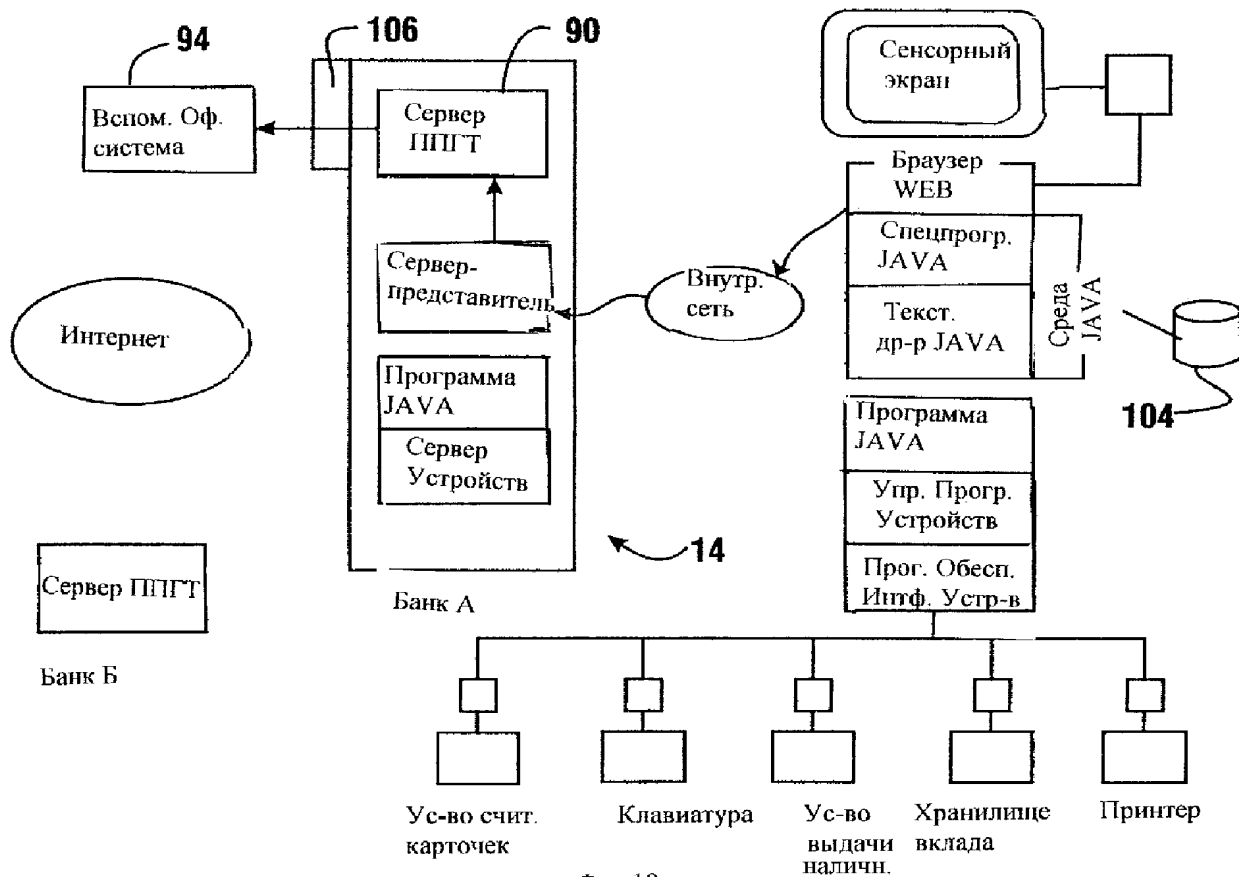 94
106
90
Вспом. Оф.
система
Сервер
ППГТ
Сенсорный
экран
Браузер
WEB
Спецпрогр.
JAVA
Текст.
др-р JAVA
Среда
JAVA
104
Сервер-
представитель
Внутр.
сеть
Интернет
Программа
JAVA
Сервер
Устройств
14
Банк А
Сервер ППГТ
Банк Б
Программа
JAVA
Упр. Прогр.
Устройств
Прог. Обесп.
Интф. Устр-в
Ус-во счит.
карточек
Клавиатура
Ус-во
выдачи
наличн.
Хранилище
вклада
Принтер